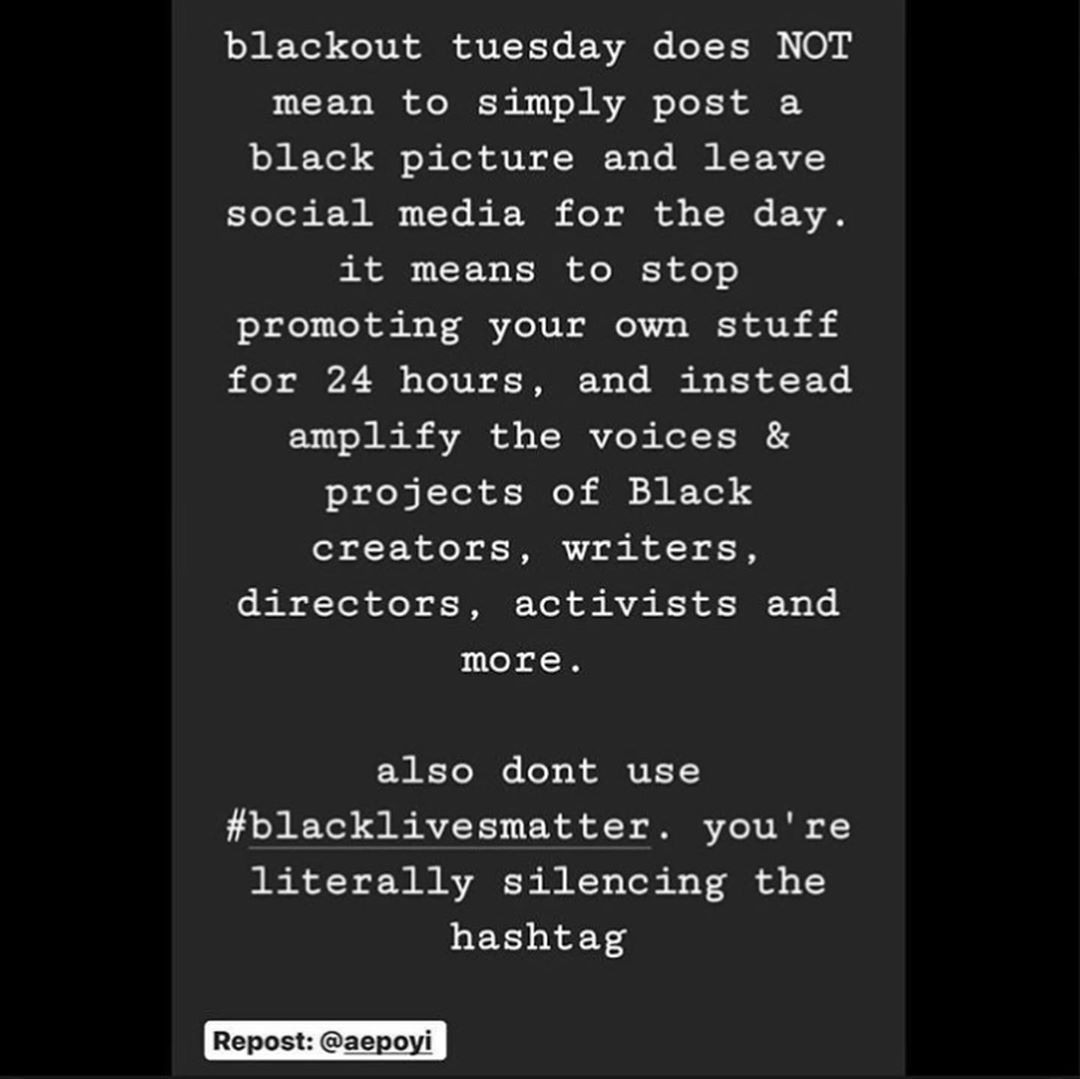 blackout tuesday does NOT
mean to simply post a
black picture and leave
social media for the day.
it means to stop
promoting your own stuff
for 24 hours, and instead
amplify the voices &
projects of Black
creators, writers,
directors, activists and
more.
also dont use
#blacklivesmatter. you're
literally silencing the
hashtag
Repost: @aepoyi